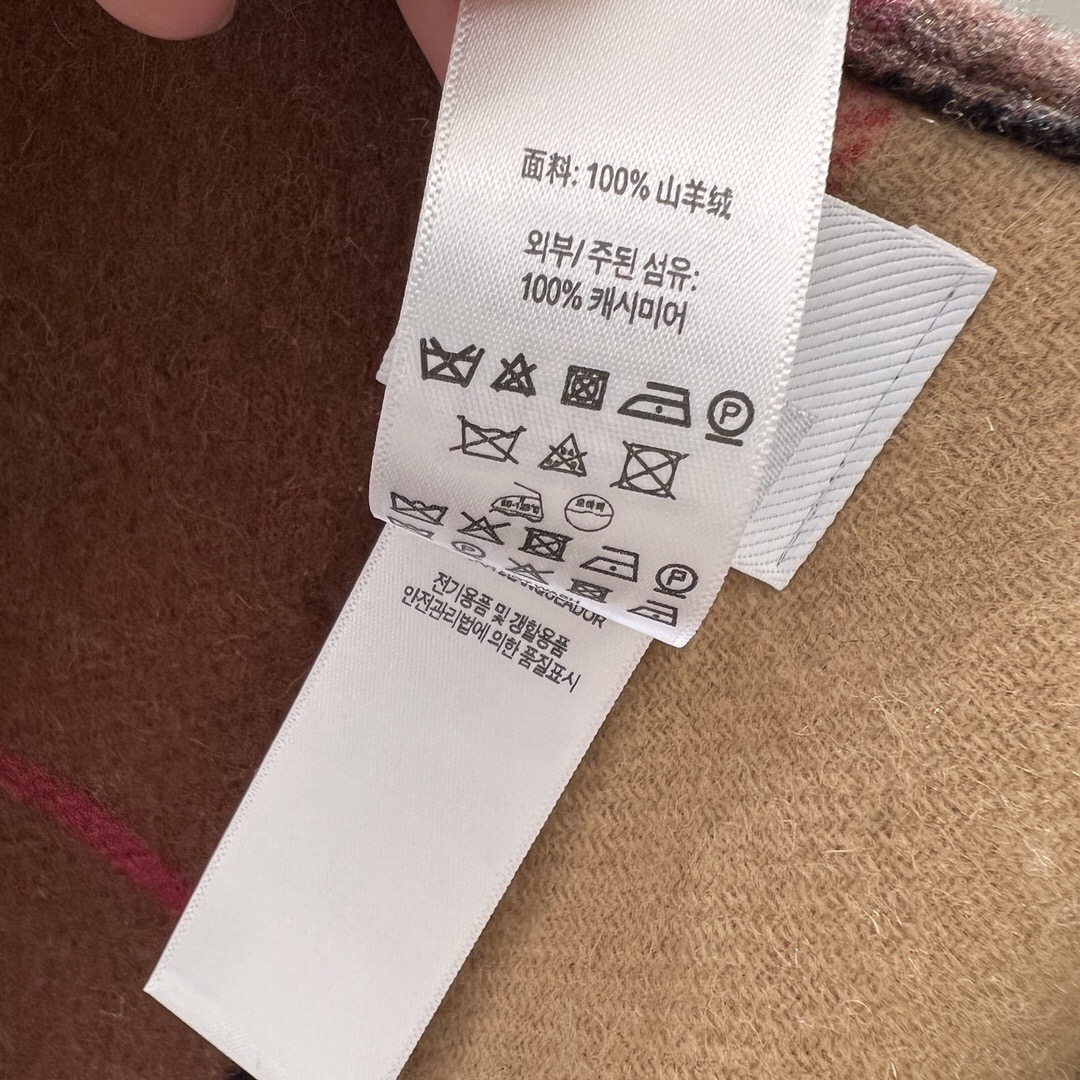 面料: 100% 山羊绒
외부/ 주된 섬유:
100% 캐시미어
P
P
P
전기용품 및 갱활용품
안전관리법에 의한 품질표시